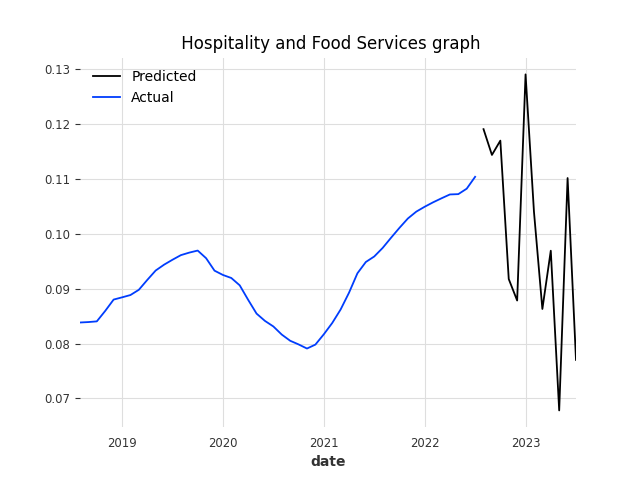 Hospitality and Food Services graph
Predicted
Actual
0.13
0.12
0.11
0.10
0.09
0.08
0.07
2019 2020 2021 2022 2023
date